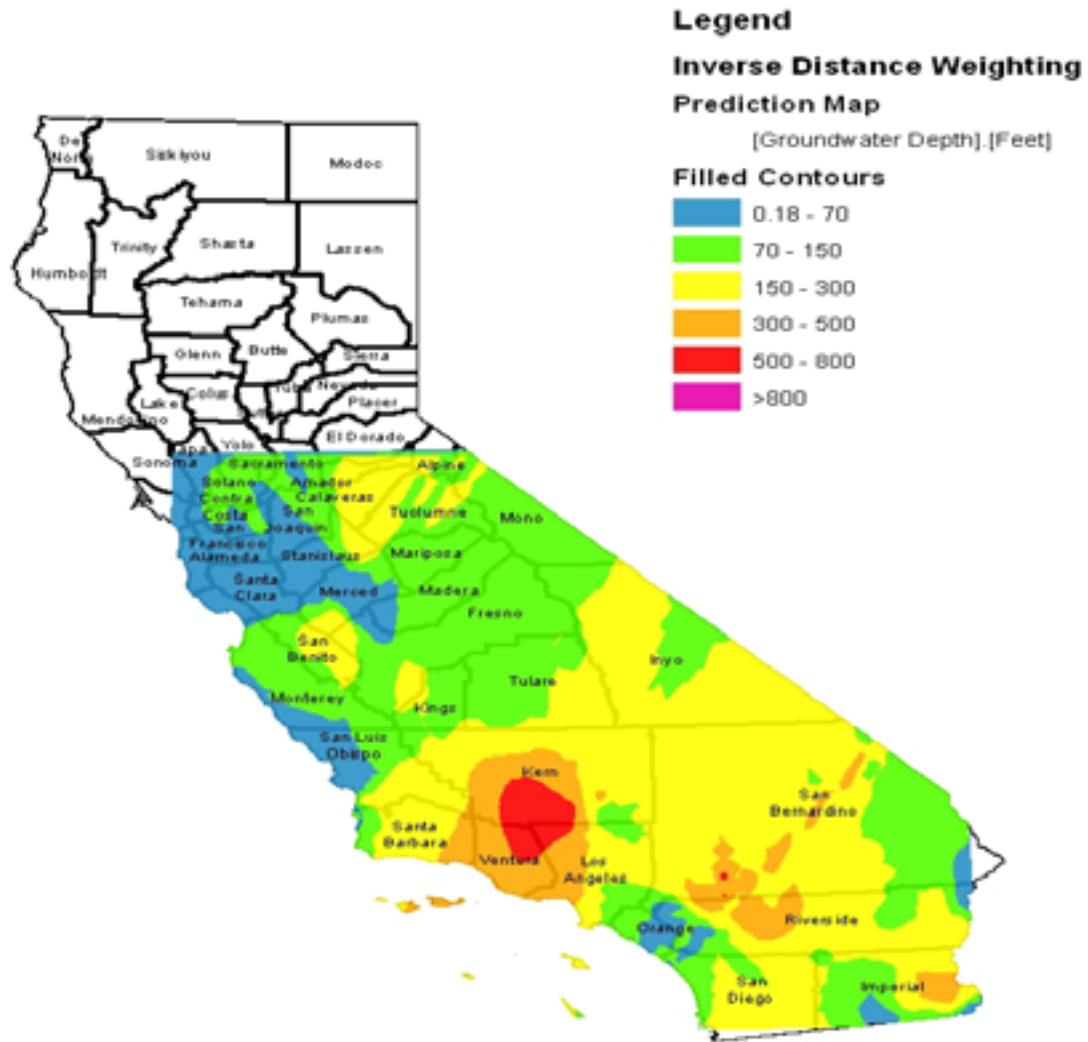 Legend
Inverse Distance Weighting
Prediction Map
[Groundwater Depth].[Feet]
Filled Contours
0.18 - 70
70 - 150
150 - 300
300 - 500
500 - 800
>800
Siskiyou
Modoc
Trinity
Shasta
Lassen
Humboldt
Tehama
Plumas
Glenn
Butte
Sierra
Nevada
Lake
Placer
Mendocino
El Dorado
Yolo
Sonoma
Sacramento
Alpine
Solano
Amador
Contra
Costa
Calaveras
San
Joaquin
Tuolumne
Mono
San
Francisco
Alameda
Stanislaus
Mariposa
Santa
Clara
Merced
Madera
Fresno
San
Benito
Inyo
Tulare
Monterey
Kings
San Luis
Obispo
Kern
San
Bernardino
Santa
Barbara
Ventura
Los
Angeles
Riverside
Orange
San
Diego
Imperial